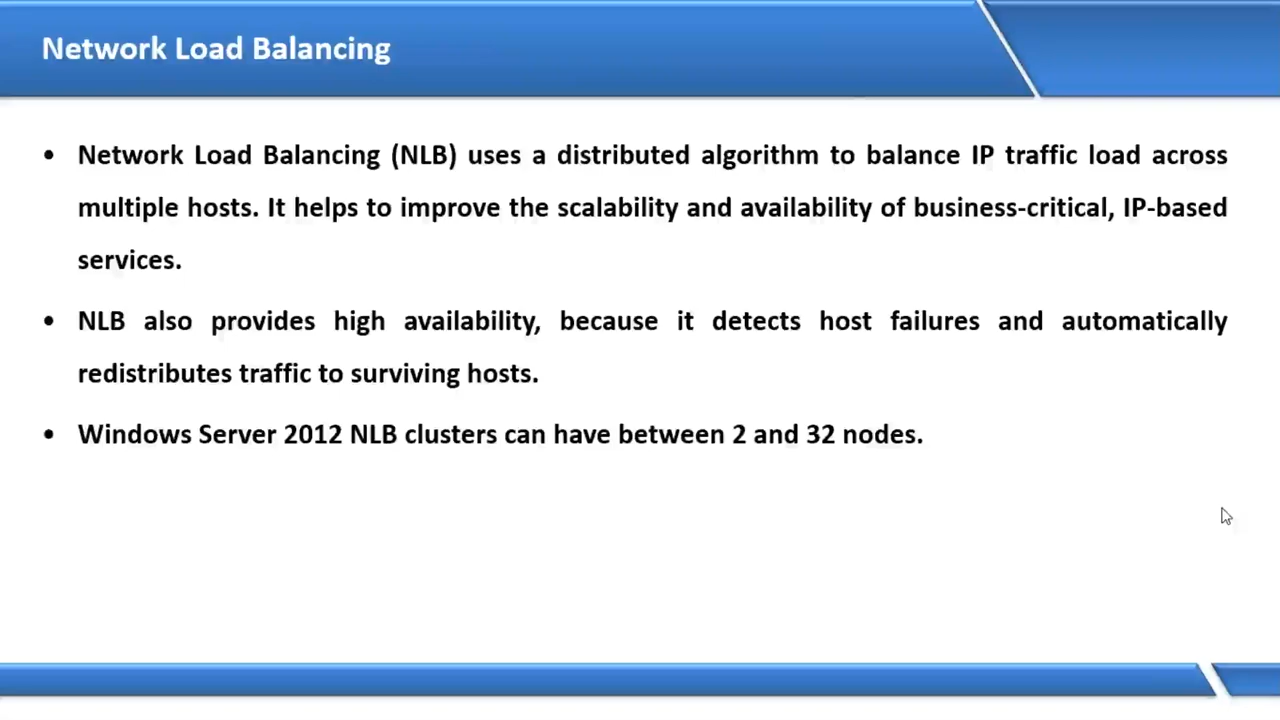 Network Load Balancing
• Network Load Balancing (NLB) uses a distributed algorithm to balance IP traffic load across
multiple hosts. It helps to improve the scalability and availability of business-critical, IP-based
services.
• NLB also provides high availability, because it detects host failures and automatically
redistributes traffic to surviving hosts.
• Windows Server 2012 NLB clusters can have between 2 and 32 nodes.